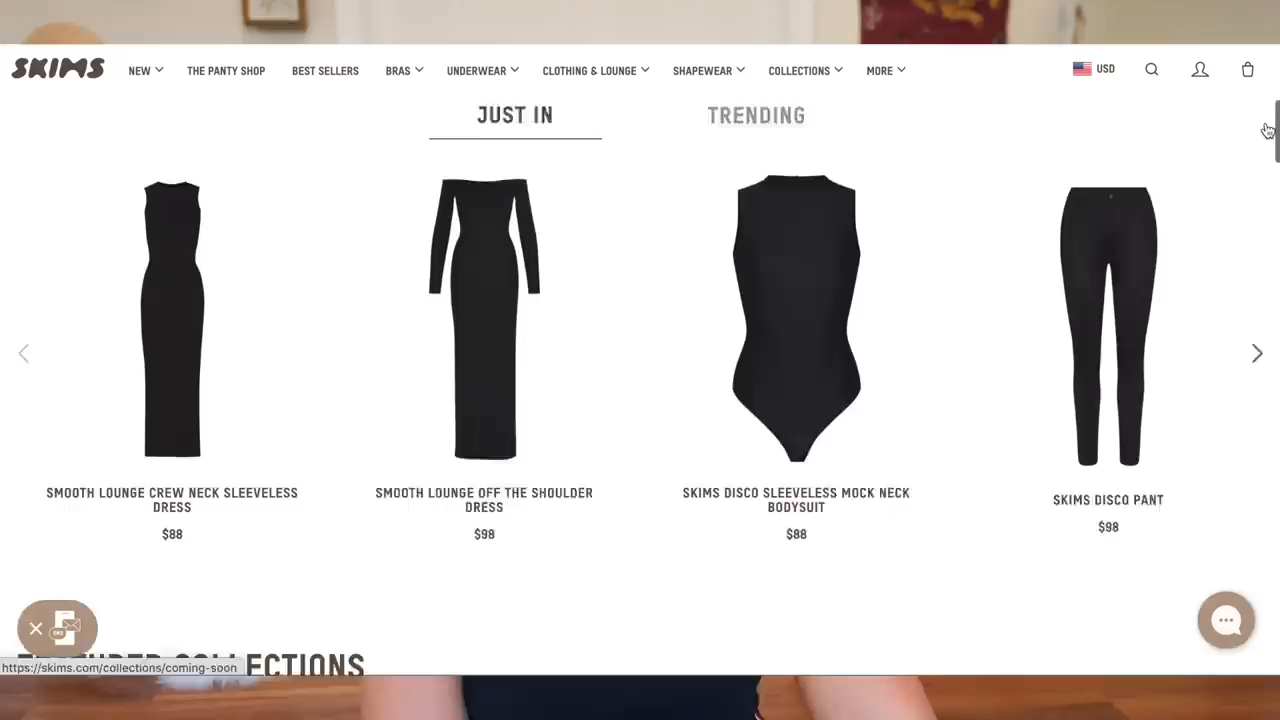 SKIMS
NEW
THE PANTY SHOP
BEST SELLERS
BRAS
UNDERWEAR
CLOTHING & LOUNGE
SHAPEWEAR
COLLECTIONS
MORE
USD
JUST IN
TRENDING
SMOOTH LOUNGE CREW NECK SLEEVELESS
DRESS
$88
SMOOTH LOUNGE OFF THE SHOULDER
DRESS
$98
SKIMS DISCO SLEEVELESS MOCK NECK
BODYSUIT
$88
SKIMS DISCO PANT
$98
SMS
COLLECTIONS
https://skims.com/collections/coming-soon